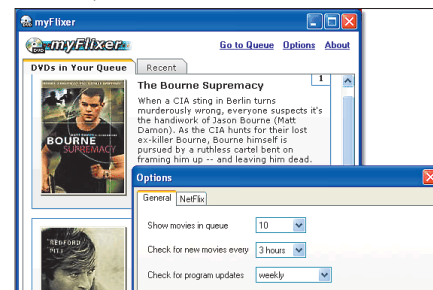 myFlixer
myFlixer
Go to Queue Options About
DVDs in Your Queue Recent
The Bourne Supremacy 1
When a CIA sting in Berlin turns
murderously wrong, everyone suspects it's
the handiwork of Jason Bourne (Matt
Damon). As the CIA hunts for their lost
ex-killer Bourne, Bourne himself is
pursued by a ruthless cartel bent on
framing him up -- and leaving him dead.
BOURNE
SUPREMACY
Options
General NetFlix
Show movies in queue 10
Check for new movies every 3 hours
Check for program updates weekly
REDFORD
PITT